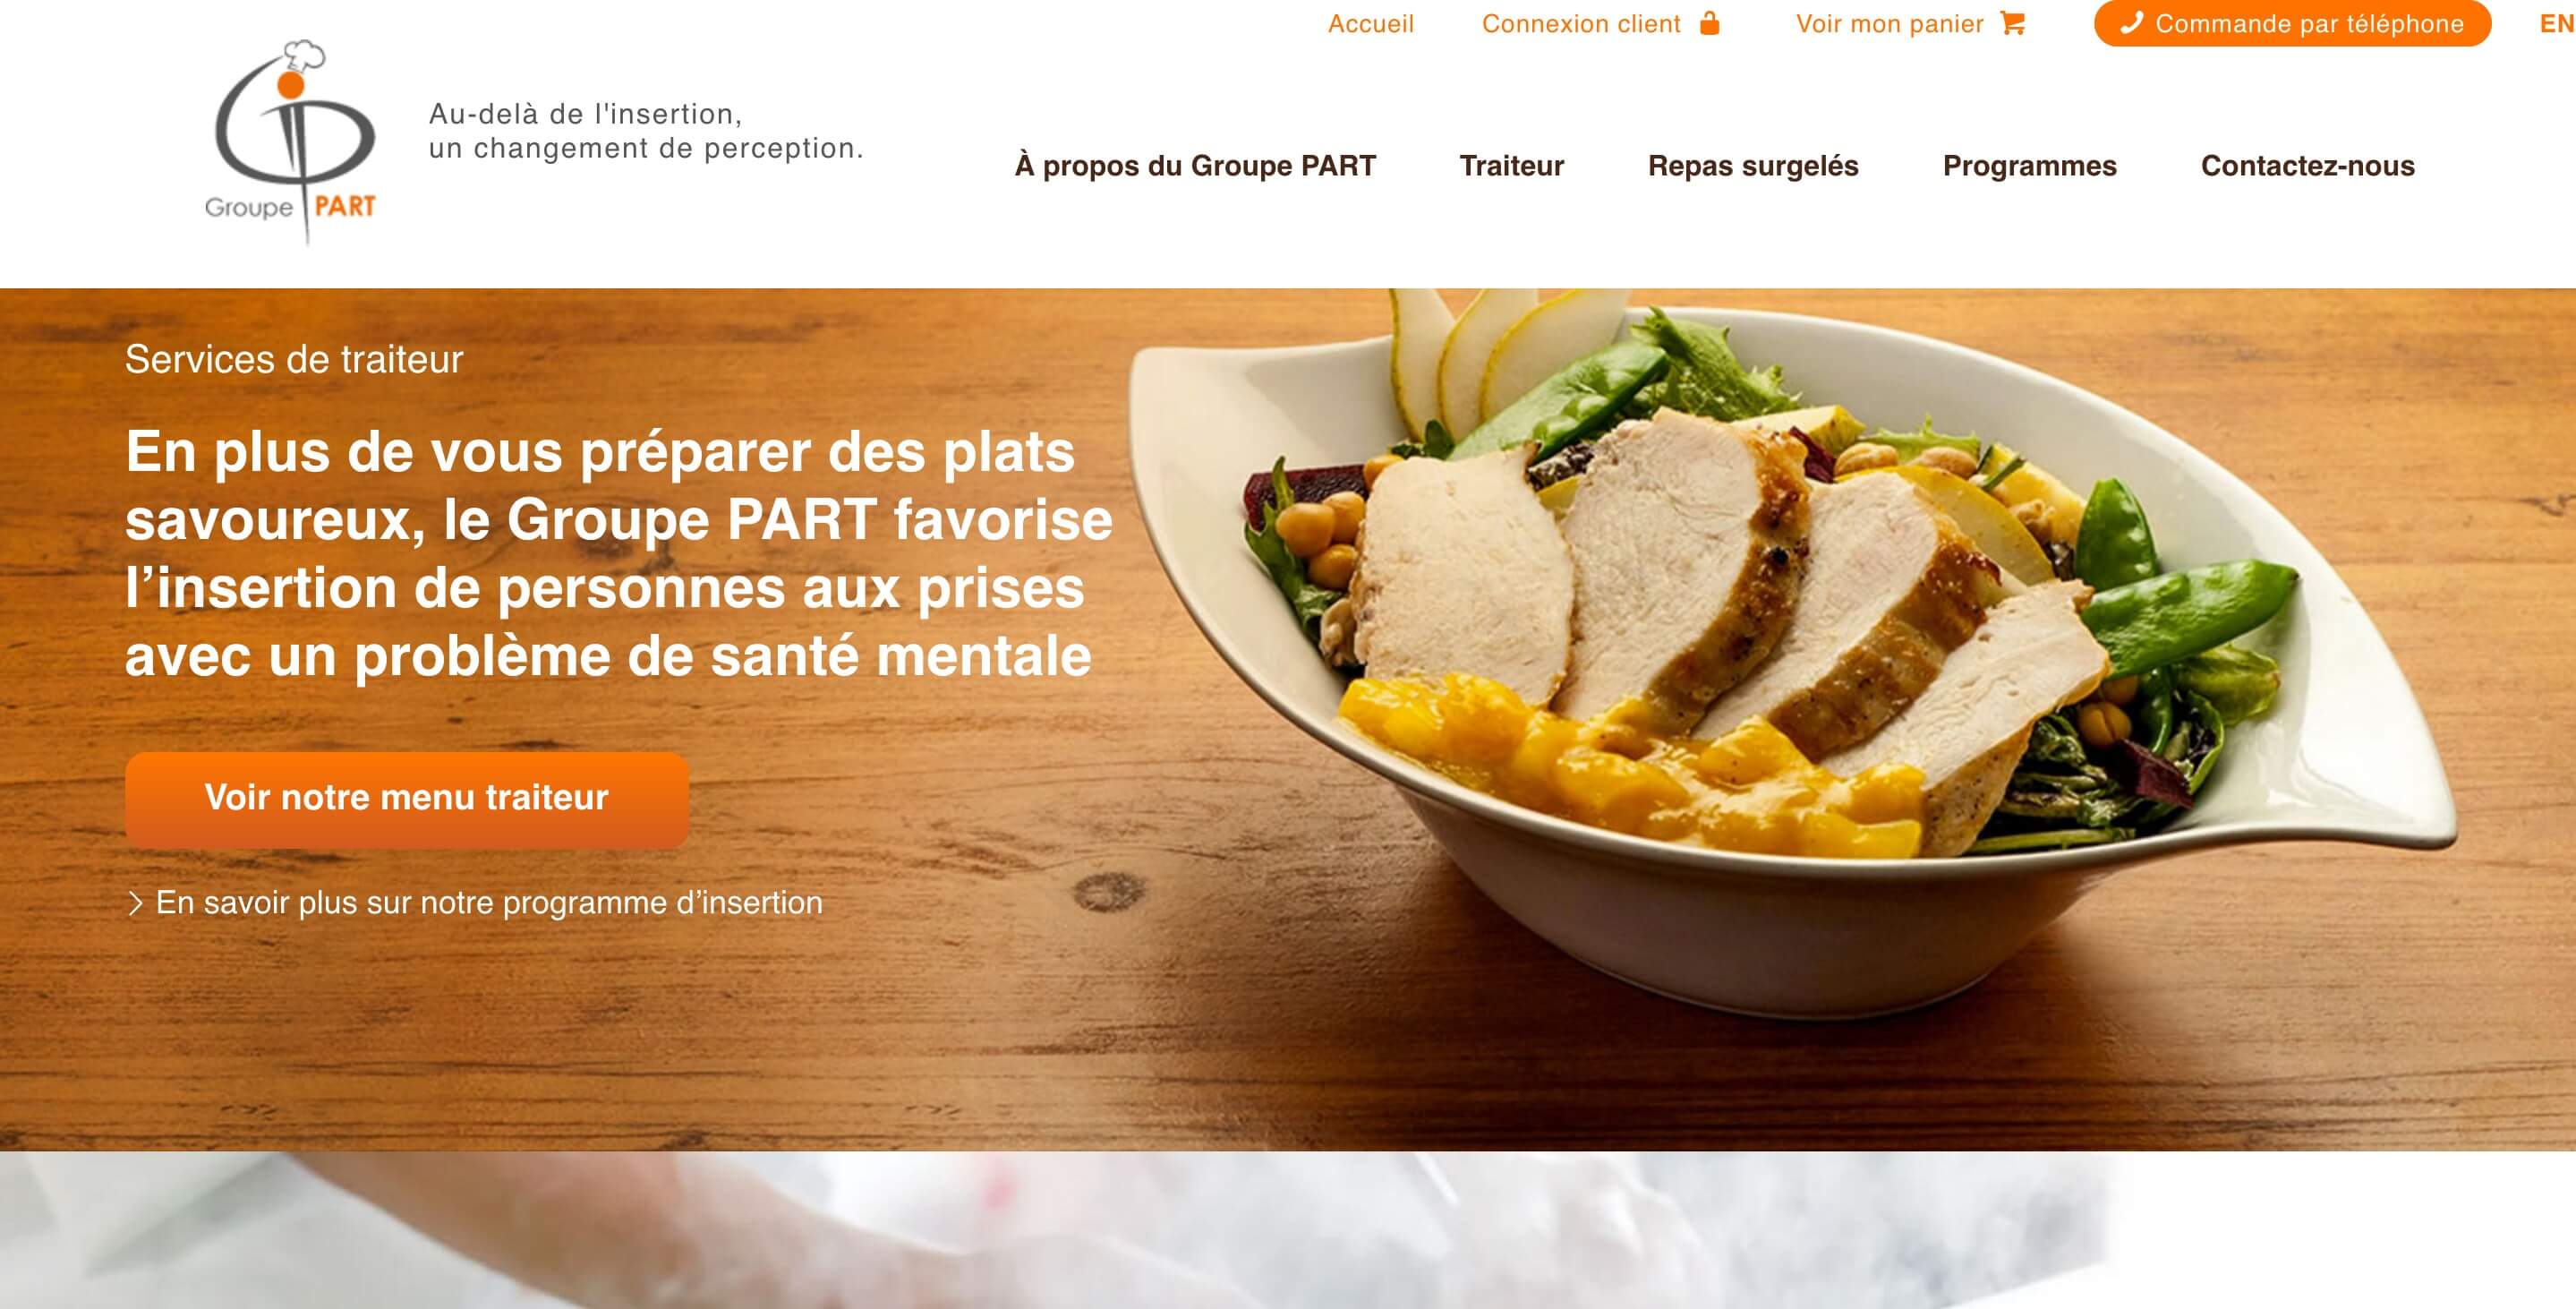 Accueil
Connexion client
Voir mon panier
Commande par téléphone
EN
Groupe PART
Au-delà de l'insertion,
un changement de perception.
À propos du Groupe PART
Traiteur
Repas surgelés
Programmes
Contactez-nous
Services de traiteur
En plus de vous préparer des plats
savoureux, le Groupe PART favorise
l’insertion de personnes aux prises
avec un problème de santé mentale
Voir notre menu traiteur
En savoir plus sur notre programme d’insertion